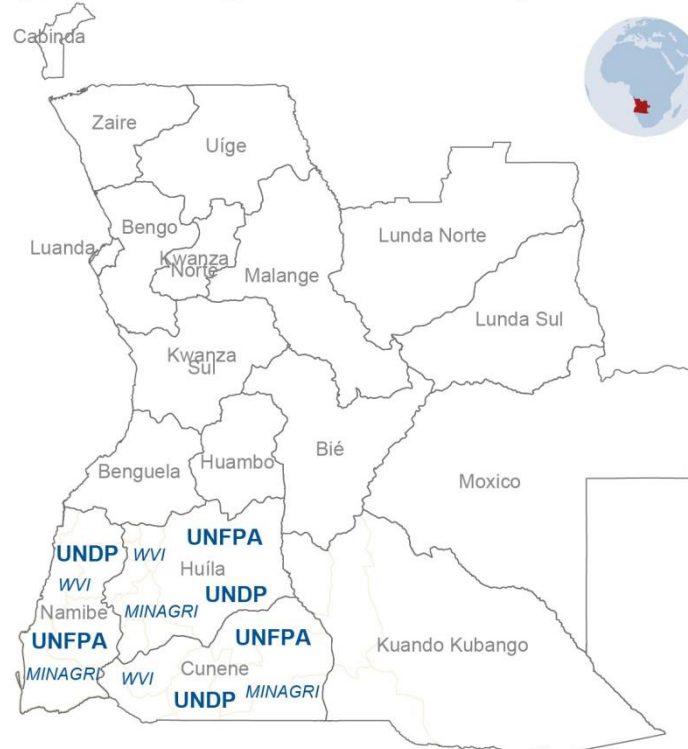 Cabinda
Zaire
Uíge
Bengo
Luanda
Kwanza
Norte
Malange
Lunda Norte
Lunda Sul
Kwanza
Sul
Benguela
Huambo
Bié
Moxico
UNDP
WVI
Namibe
UNFPA
MINAGRI
UNFPA
WVI
Huíla
UNDP
MINAGRI
UNFPA
WVI
Cunene
UNDP
MINAGRI
Kuando Kubango